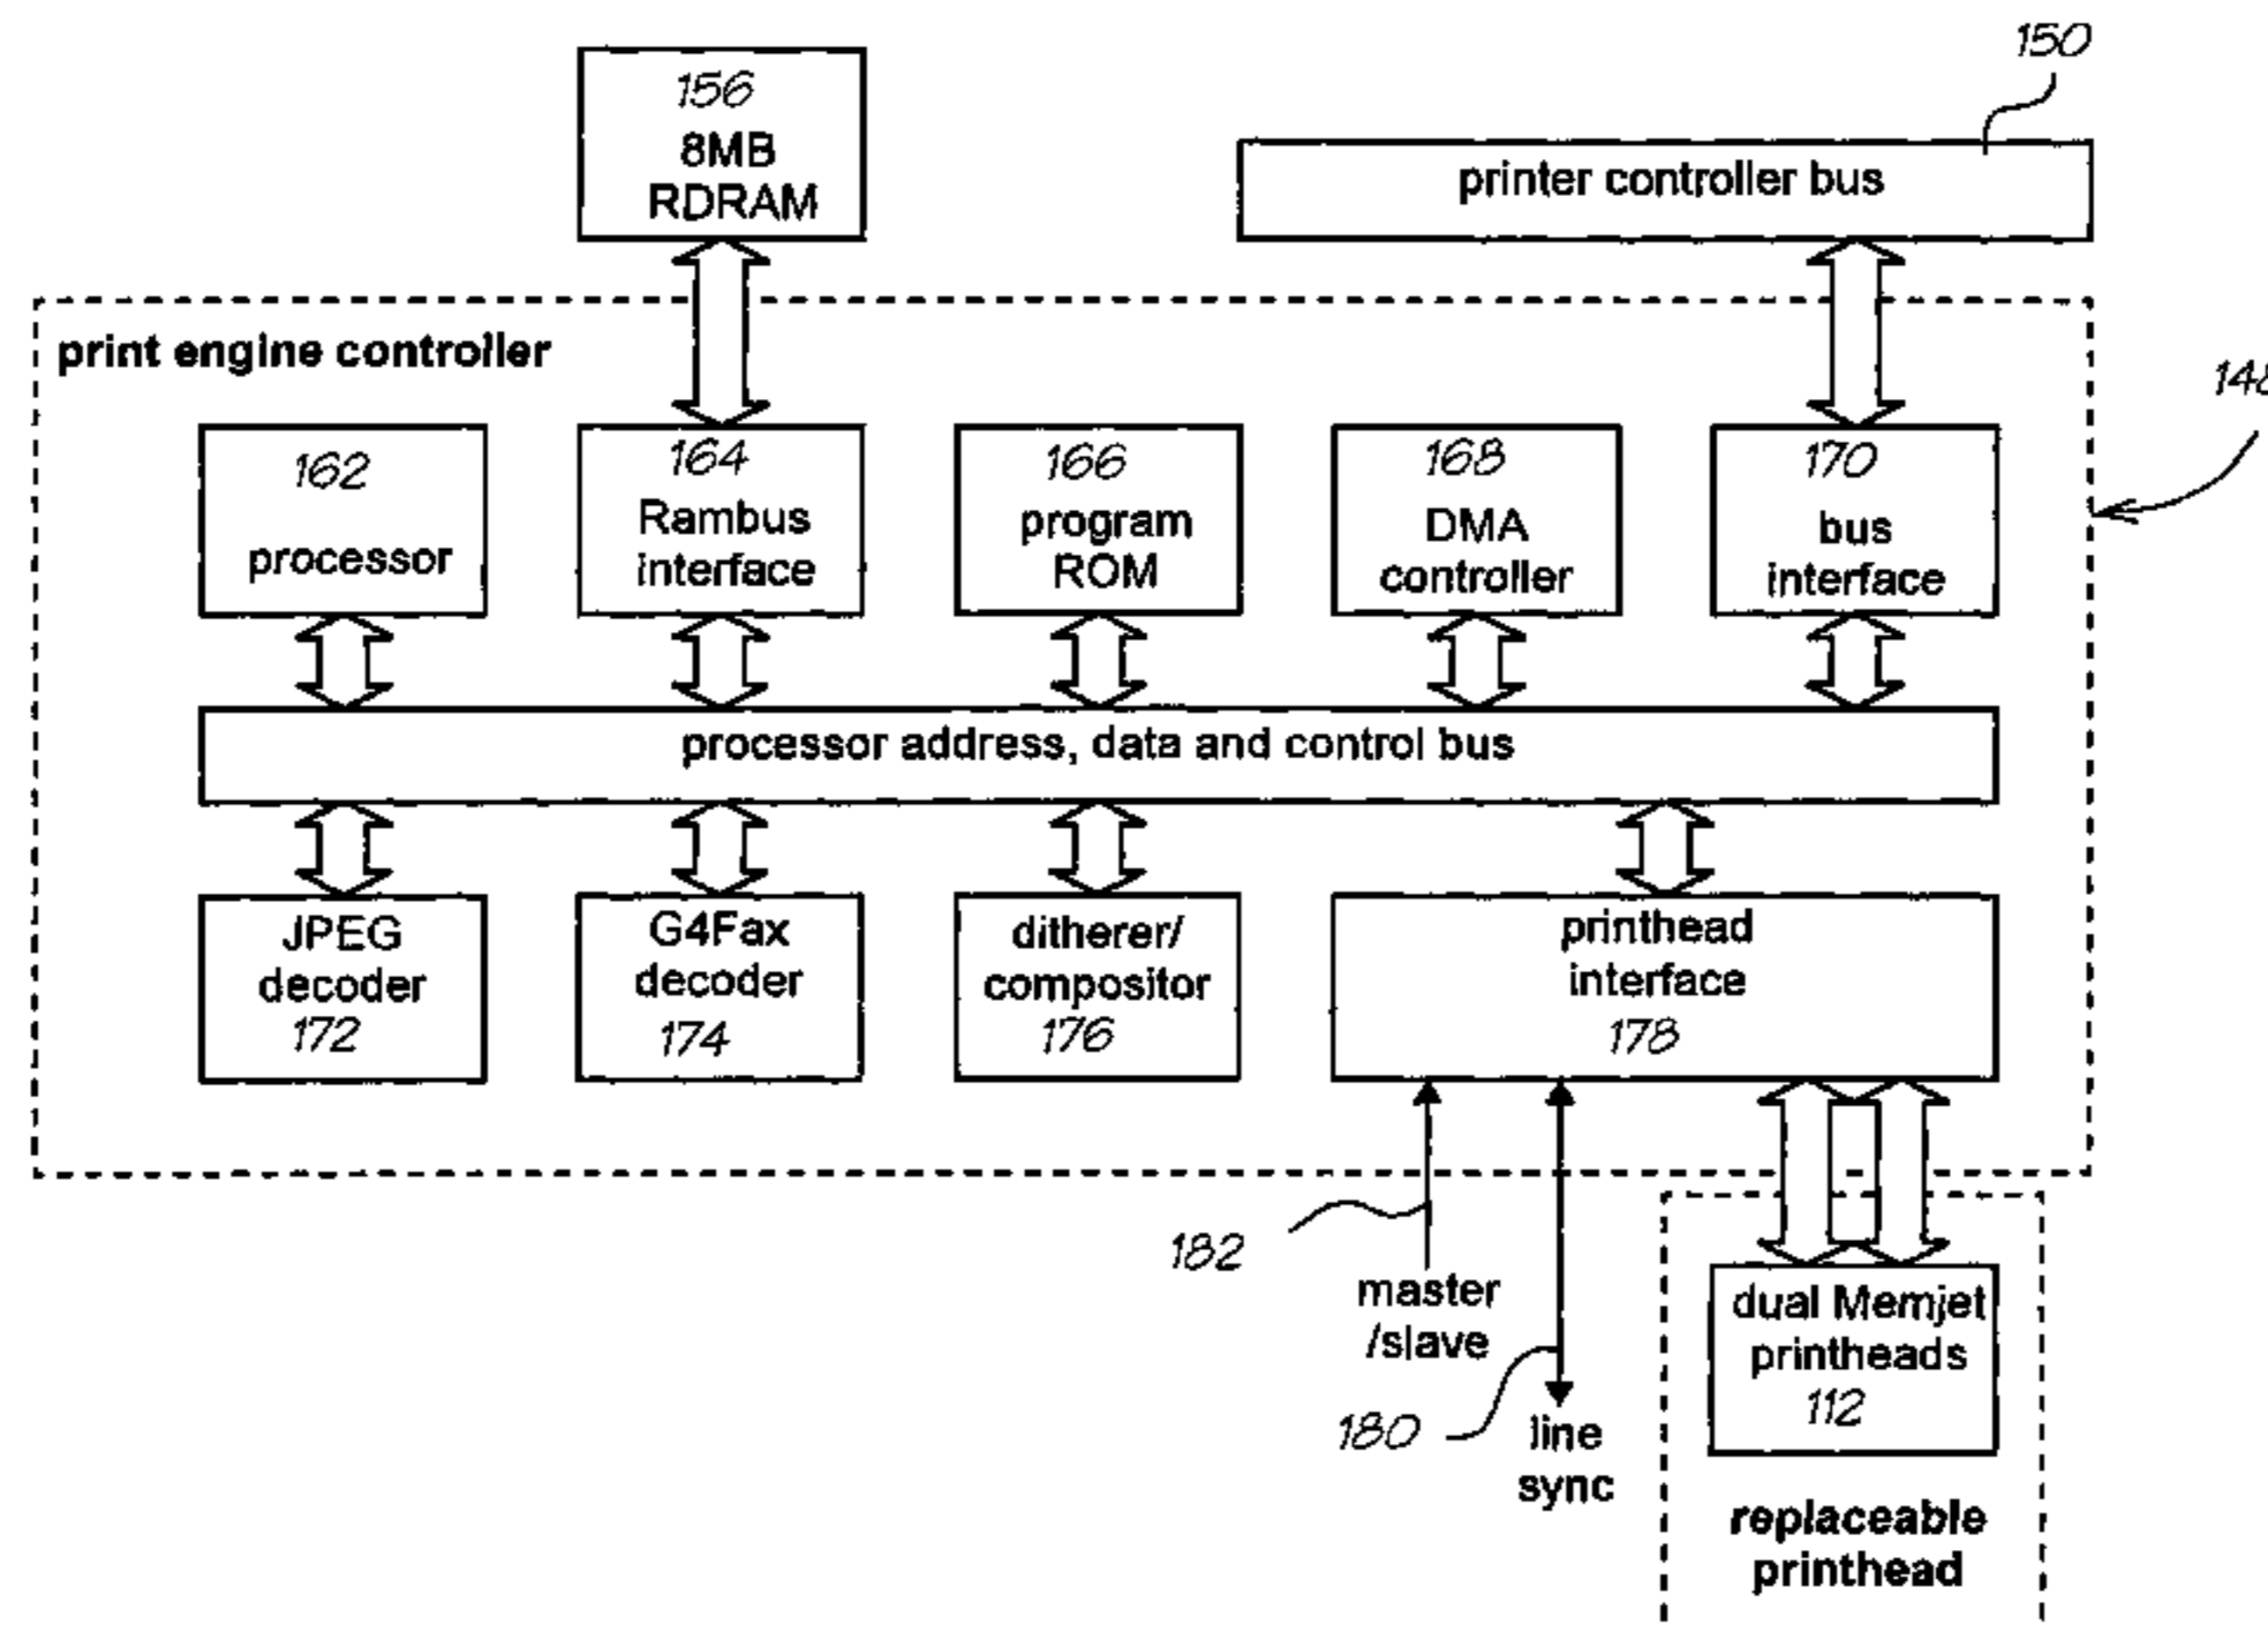 150
156
8MB
RDRAM
printer controller bus
print engine controller
148
162
processor
164
Rambus
interface
166
program
ROM
168
DMA
controller
170
bus
interface
processor address, data and control bus
JPEG
decoder
172
G4Fax
decoder
174
ditherer/
compositor
176
printhead
interface
178
182
master
/slave
180
line
sync
dual Memjet
printheads
112
replaceable
printhead